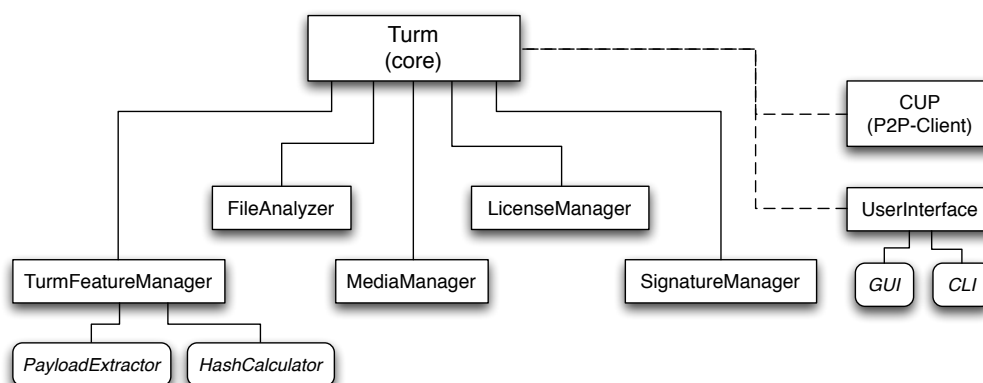 Turm
(core)
CUP
(P2P-Client)
FileAnalyzer
LicenseManager
UserInterface
TurmFeatureManager
MediaManager
SignatureManager
GUI
CLI
PayloadExtractor
HashCalculator